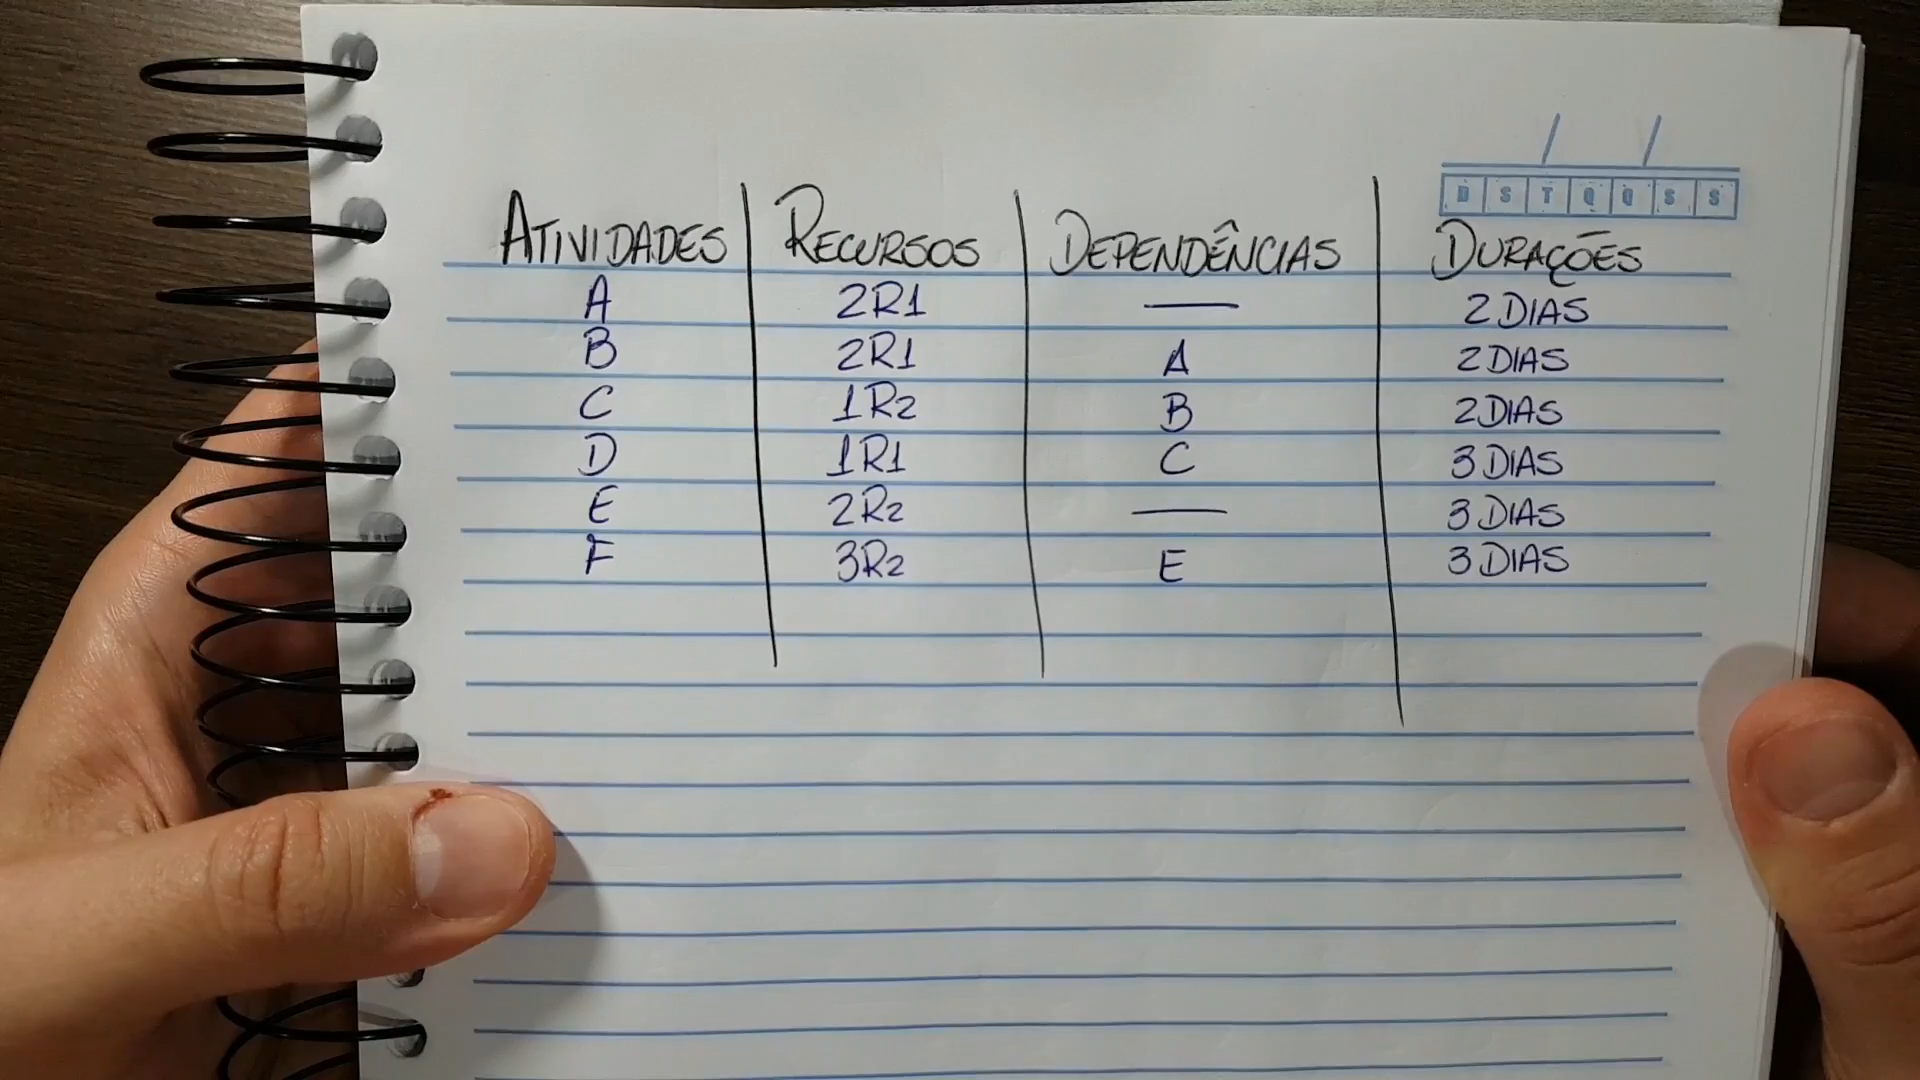 / /
D S T Q Q S S
ATIVIDADES RECURSOS DEPENDÊNCIAS DURAÇÕES
A 2R1 — 2 DIAS
B 2R1 A 2 DIAS
C 1R2 B 2 DIAS
D 1R1 C 3 DIAS
E 2R2 — 3 DIAS
F 3R2 E 3 DIAS